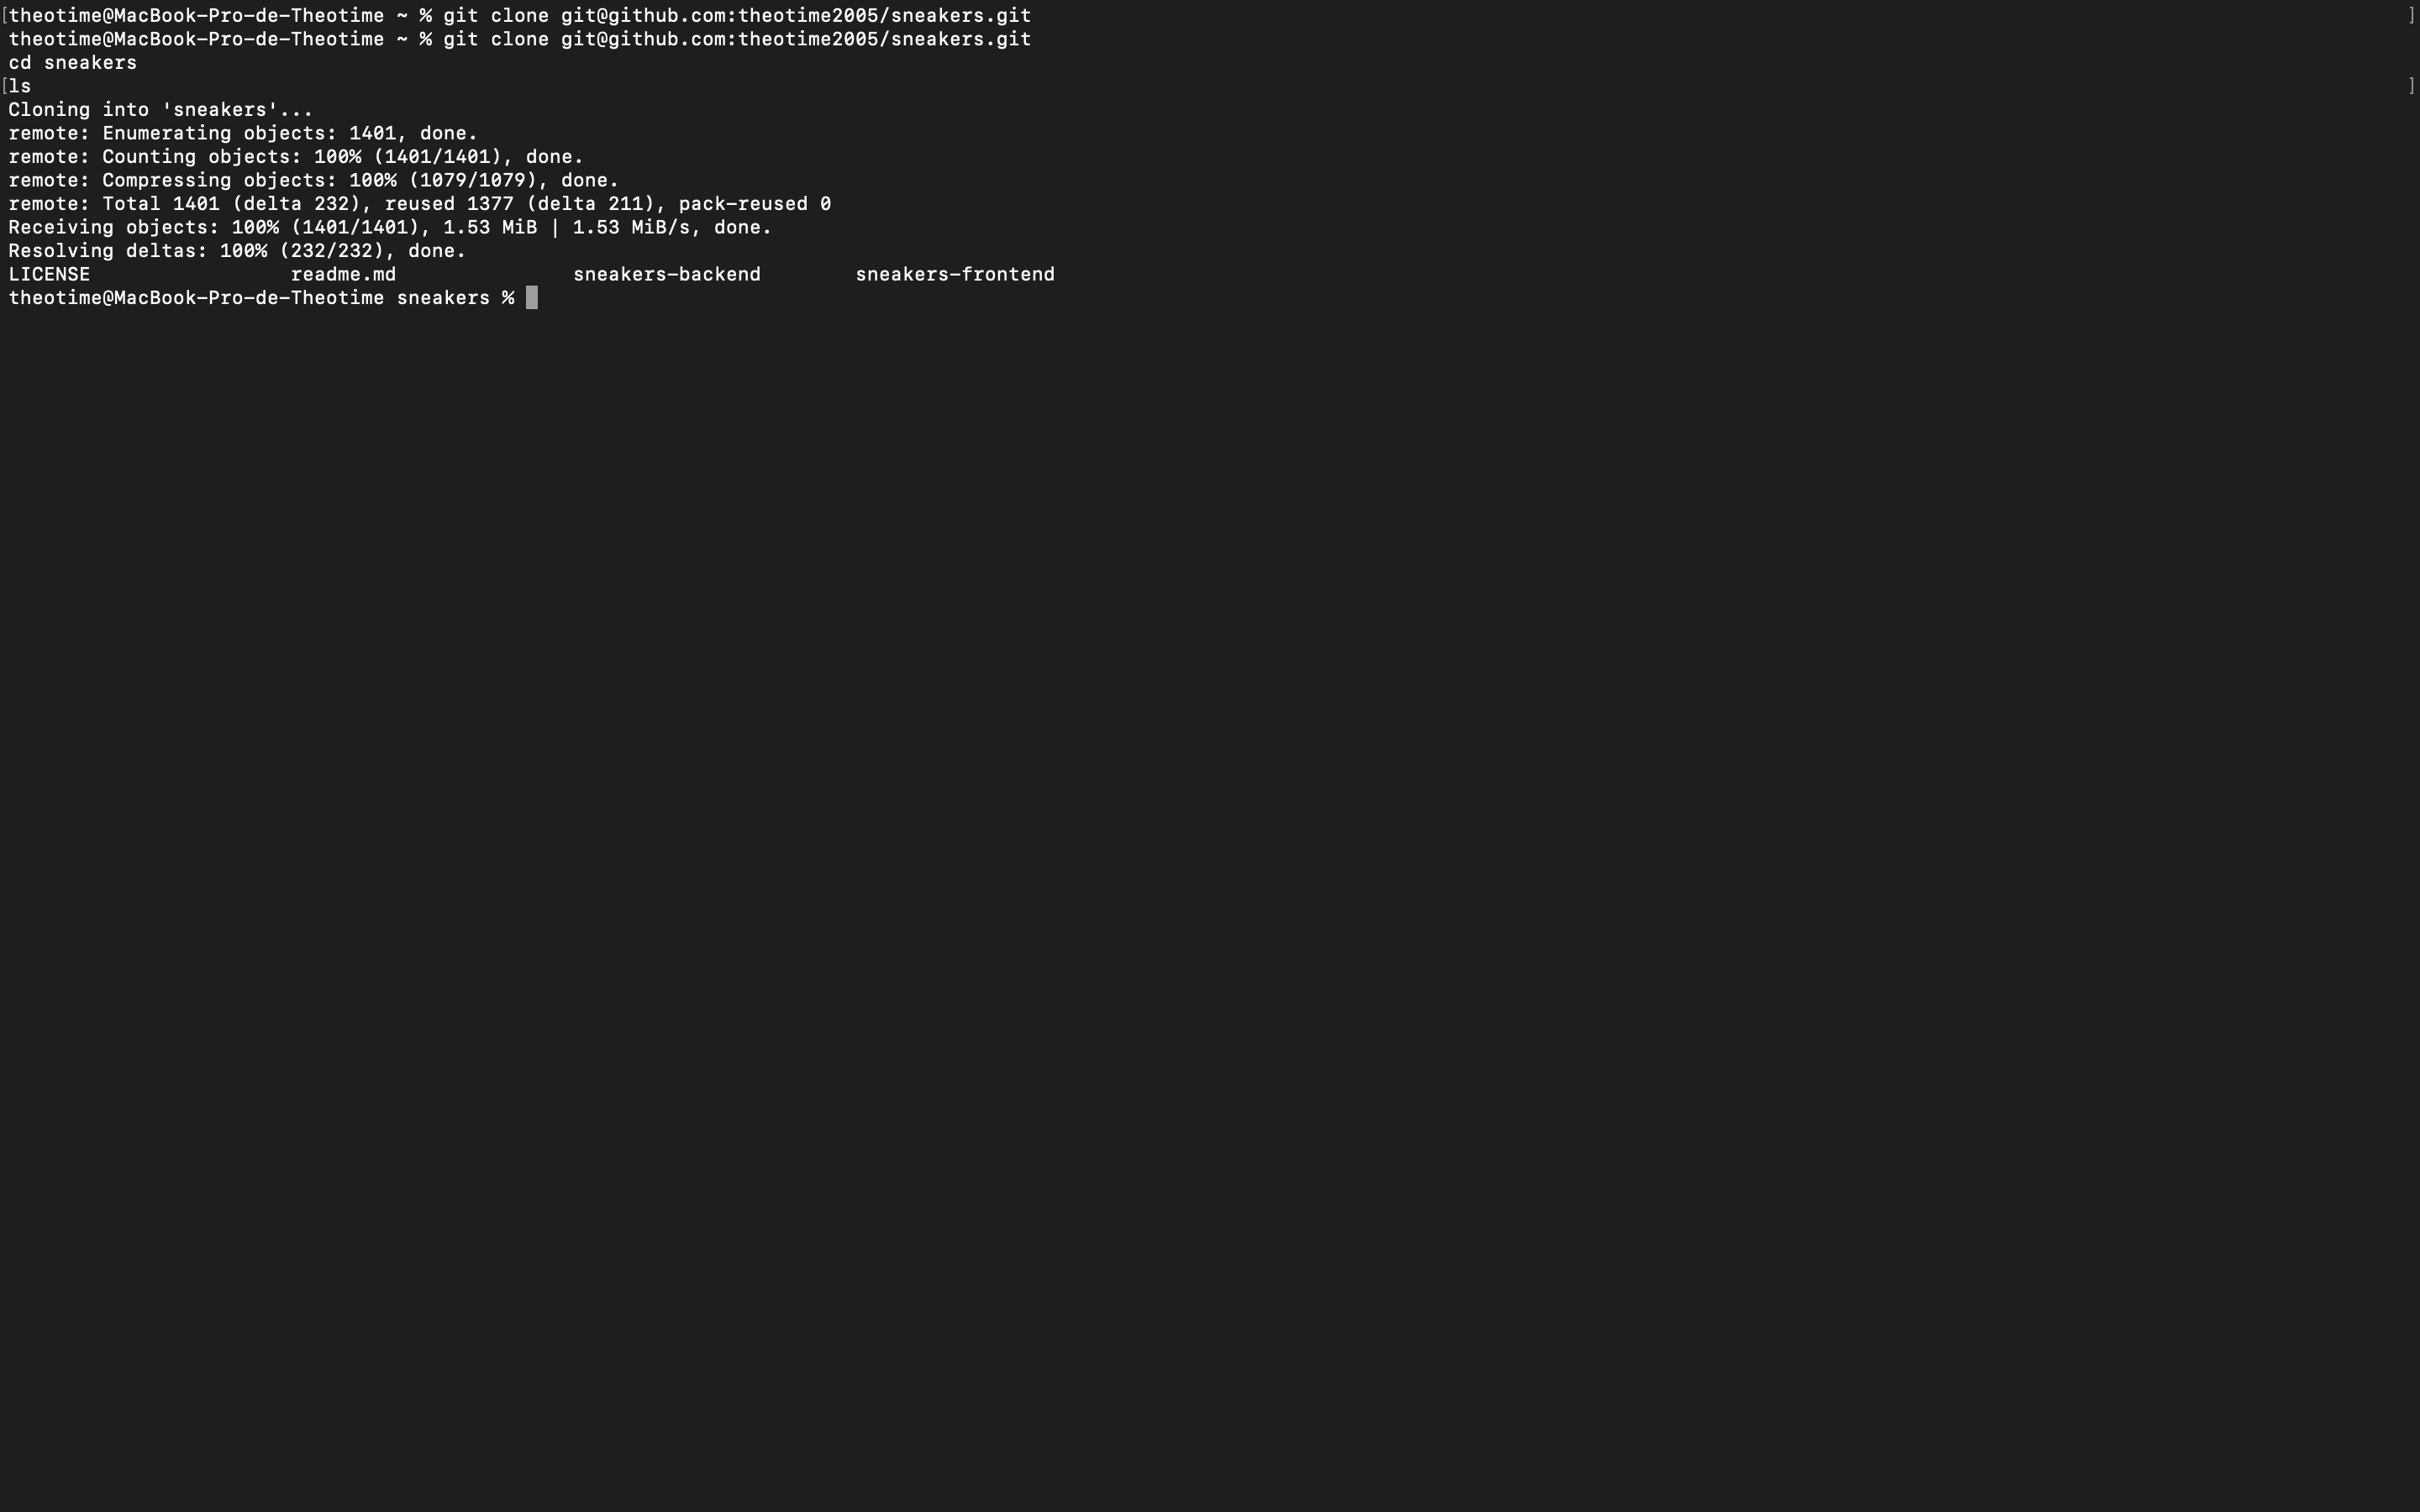 [theotime@MacBook-Pro-de-Theotime ~ % git clone git@github.com:theotime2005/sneakers.git ]
theotime@MacBook-Pro-de-Theotime ~ % git clone git@github.com:theotime2005/sneakers.git
cd sneakers
[ls ]
Cloning into 'sneakers'...
remote: Enumerating objects: 1401, done.
remote: Counting objects: 100% (1401/1401), done.
remote: Compressing objects: 100% (1079/1079), done.
remote: Total 1401 (delta 232), reused 1377 (delta 211), pack-reused 0
Receiving objects: 100% (1401/1401), 1.53 MiB | 1.53 MiB/s, done.
Resolving deltas: 100% (232/232), done.
LICENSE readme.md sneakers-backend sneakers-frontend
theotime@MacBook-Pro-de-Theotime sneakers %